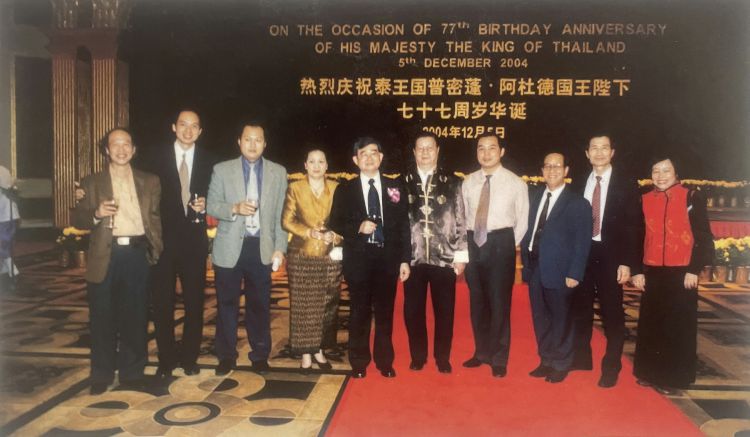 ON THE OCCASION OF 77th BIRTHDAY ANNIVERSARY
OF HIS MAJESTY THE KING OF THAILAND
5th DECEMBER 2004
热烈庆祝泰王国普密蓬·阿杜德国王陛下
七十七周岁华诞
2004年12月5日